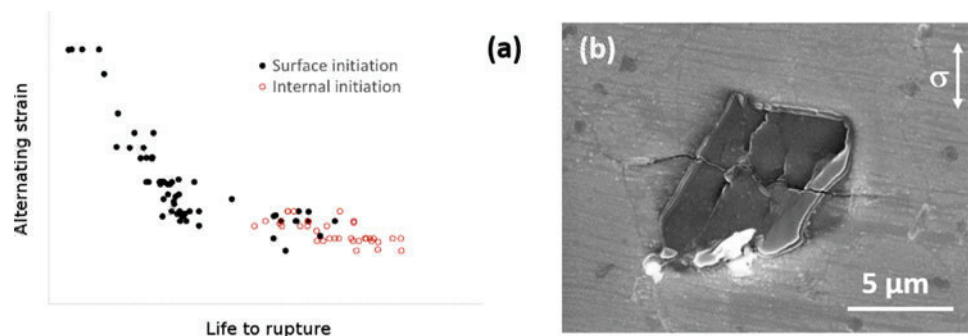 (a)
Surface initiation
Internal initiation
Alternating strain
Life to rupture
(b)
σ
5 µm